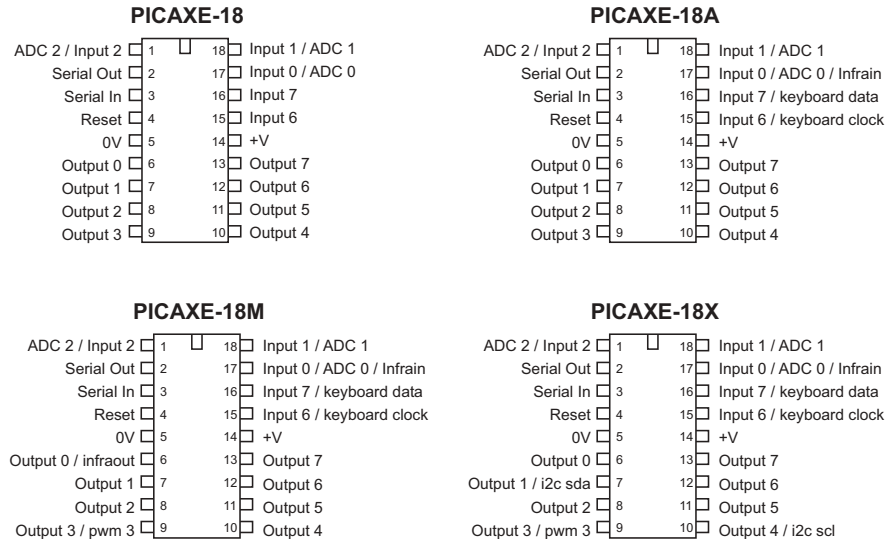 PICAXE-18
ADC 2 / Input 2 1 18 Input 1 / ADC 1
Serial Out 2 17 Input 0 / ADC 0
Serial In 3 16 Input 7
Reset 4 15 Input 6
0V 5 14 +V
Output 0 6 13 Output 7
Output 1 7 12 Output 6
Output 2 8 11 Output 5
Output 3 9 10 Output 4
PICAXE-18A
ADC 2 / Input 2 1 18 Input 1 / ADC 1
Serial Out 2 17 Input 0 / ADC 0 / Infrain
Serial In 3 16 Input 7 / keyboard data
Reset 4 15 Input 6 / keyboard clock
0V 5 14 +V
Output 0 6 13 Output 7
Output 1 7 12 Output 6
Output 2 8 11 Output 5
Output 3 9 10 Output 4
PICAXE-18M
ADC 2 / Input 2 1 18 Input 1 / ADC 1
Serial Out 2 17 Input 0 / ADC 0 / Infrain
Serial In 3 16 Input 7 / keyboard data
Reset 4 15 Input 6 / keyboard clock
0V 5 14 +V
Output 0 / infraout 6 13 Output 7
Output 1 7 12 Output 6
Output 2 8 11 Output 5
Output 3 / pwm 3 9 10 Output 4
PICAXE-18X
ADC 2 / Input 2 1 18 Input 1 / ADC 1
Serial Out 2 17 Input 0 / ADC 0 / Infrain
Serial In 3 16 Input 7 / keyboard data
Reset 4 15 Input 6 / keyboard clock
0V 5 14 +V
Output 0 6 13 Output 7
Output 1 / i2c sda 7 12 Output 6
Output 2 8 11 Output 5
Output 3 / pwm 3 9 10 Output 4 / i2c scl